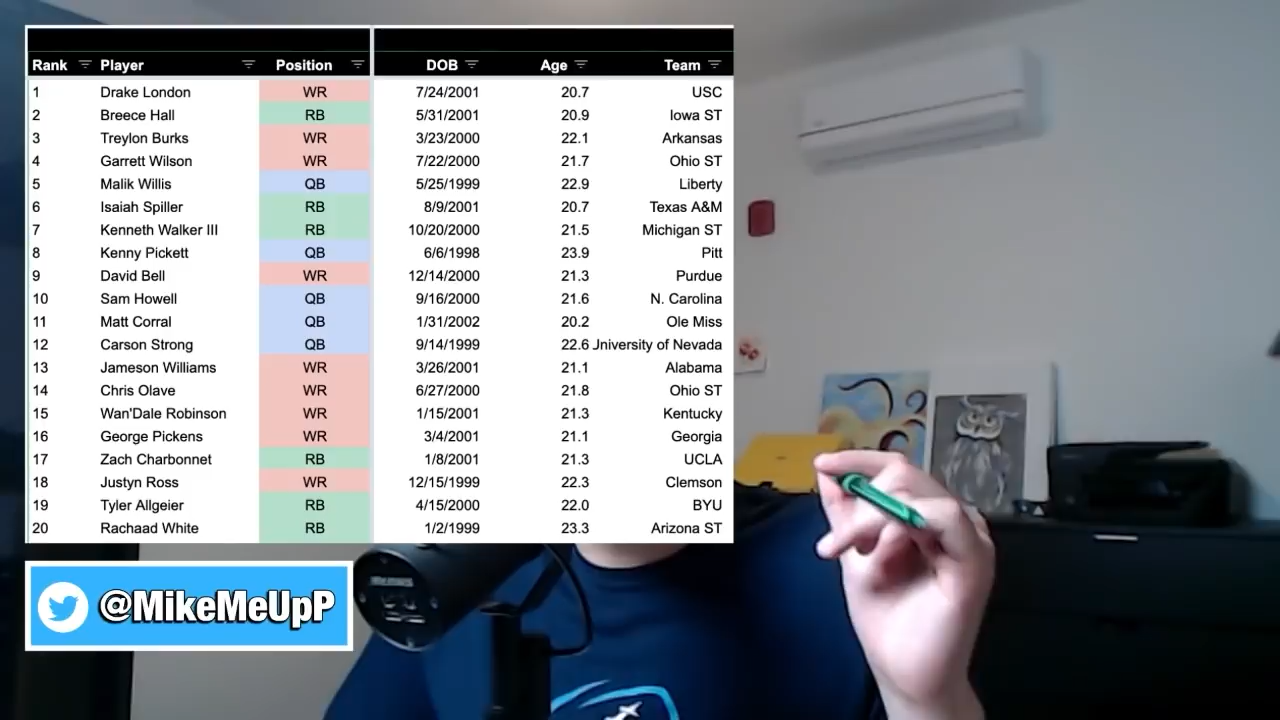 Rank Player Position DOB Age Team
1 Drake London WR 7/24/2001 20.7 USC
2 Breece Hall RB 5/31/2001 20.9 Iowa ST
3 Treylon Burks WR 3/23/2000 22.1 Arkansas
4 Garrett Wilson WR 7/22/2000 21.7 Ohio ST
5 Malik Willis QB 5/25/1999 22.9 Liberty
6 Isaiah Spiller RB 8/9/2001 20.7 Texas A&M
7 Kenneth Walker III RB 10/20/2000 21.5 Michigan ST
8 Kenny Pickett QB 6/6/1998 23.9 Pitt
9 David Bell WR 12/14/2000 21.3 Purdue
10 Sam Howell QB 9/16/2000 21.6 N. Carolina
11 Matt Corral QB 1/31/2002 20.2 Ole Miss
12 Carson Strong QB 9/14/1999 22.6 University of Nevada
13 Jameson Williams WR 3/26/2001 21.1 Alabama
14 Chris Olave WR 6/27/2000 21.8 Ohio ST
15 Wan'Dale Robinson WR 1/15/2001 21.3 Kentucky
16 George Pickens WR 3/4/2001 21.1 Georgia
17 Zach Charbonnet RB 1/8/2001 21.3 UCLA
18 Justyn Ross WR 12/15/1999 22.3 Clemson
19 Tyler Allgeier RB 4/15/2000 22.0 BYU
20 Rachaad White RB 1/2/1999 23.3 Arizona ST
@MikeMeUpP